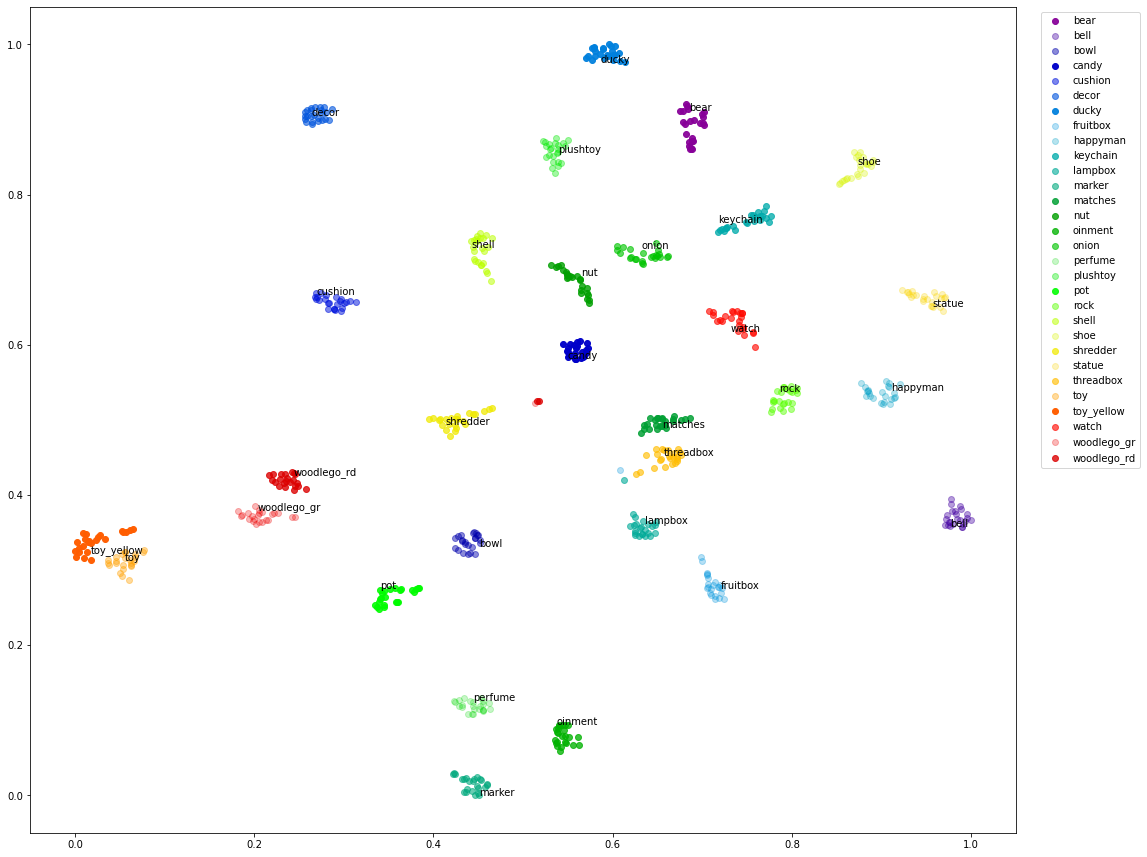 1.0
0.8
0.6
0.4
0.2
0.0
0.0
0.2
0.4
0.6
0.8
1.0
ducky
decor
bear
plushtoy
shoe
keychain
shell
onion
nut
cushion
statue
watch
candy
rock
happyman
shredder
matches
threadbox
woodlego_rd
woodlego_gr
lampbox
bell
toy_yellow
toy
bowl
pot
fruitbox
perfume
oinment
marker
bear
bell
bowl
candy
cushion
decor
ducky
fruitbox
happyman
keychain
lampbox
marker
matches
nut
oinment
onion
perfume
plushtoy
pot
rock
shell
shoe
shredder
statue
threadbox
toy
toy_yellow
watch
woodlego_gr
woodlego_rd